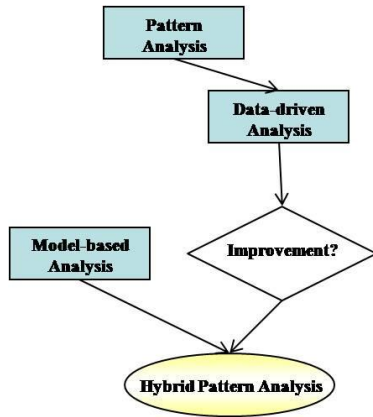 Pattern
Analysis
Data-driven
Analysis
Improvement?
Model-based
Analysis
Hybrid Pattern Analysis